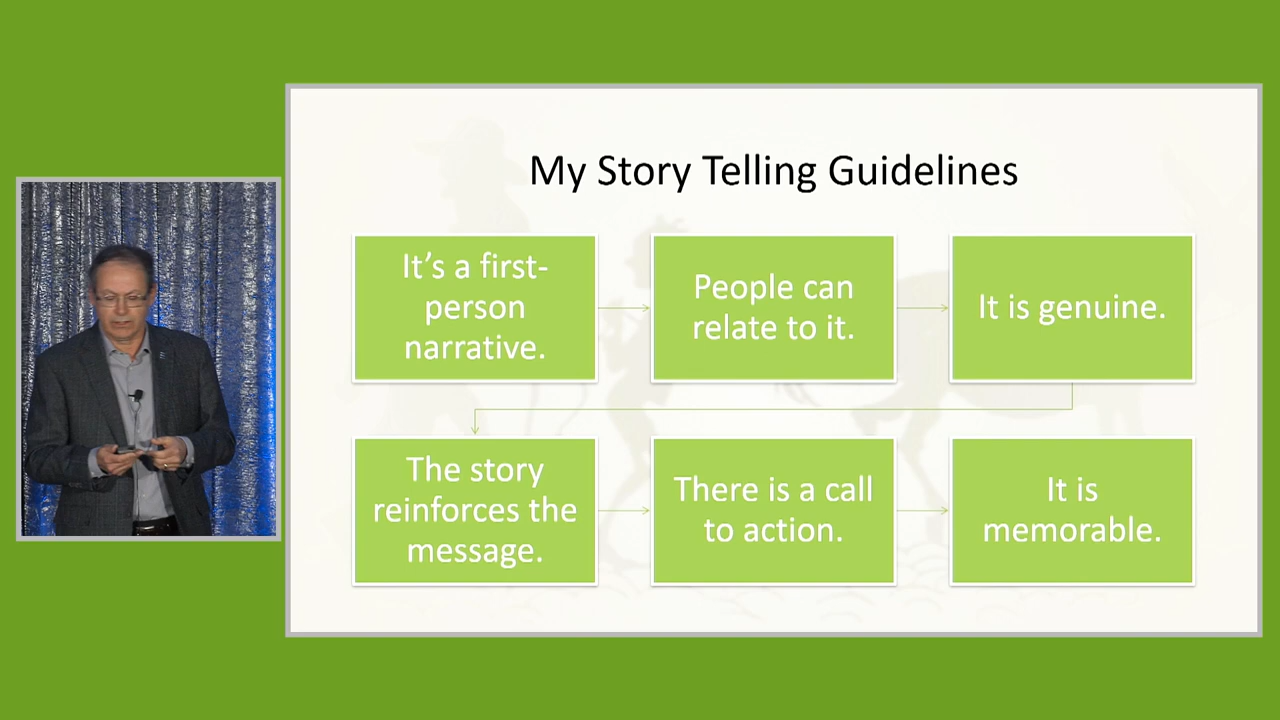 My Story Telling Guidelines
It’s a first-
person
narrative.
People can
relate to it.
It is genuine.
The story
reinforces the
message.
There is a call
to action.
It is
memorable.